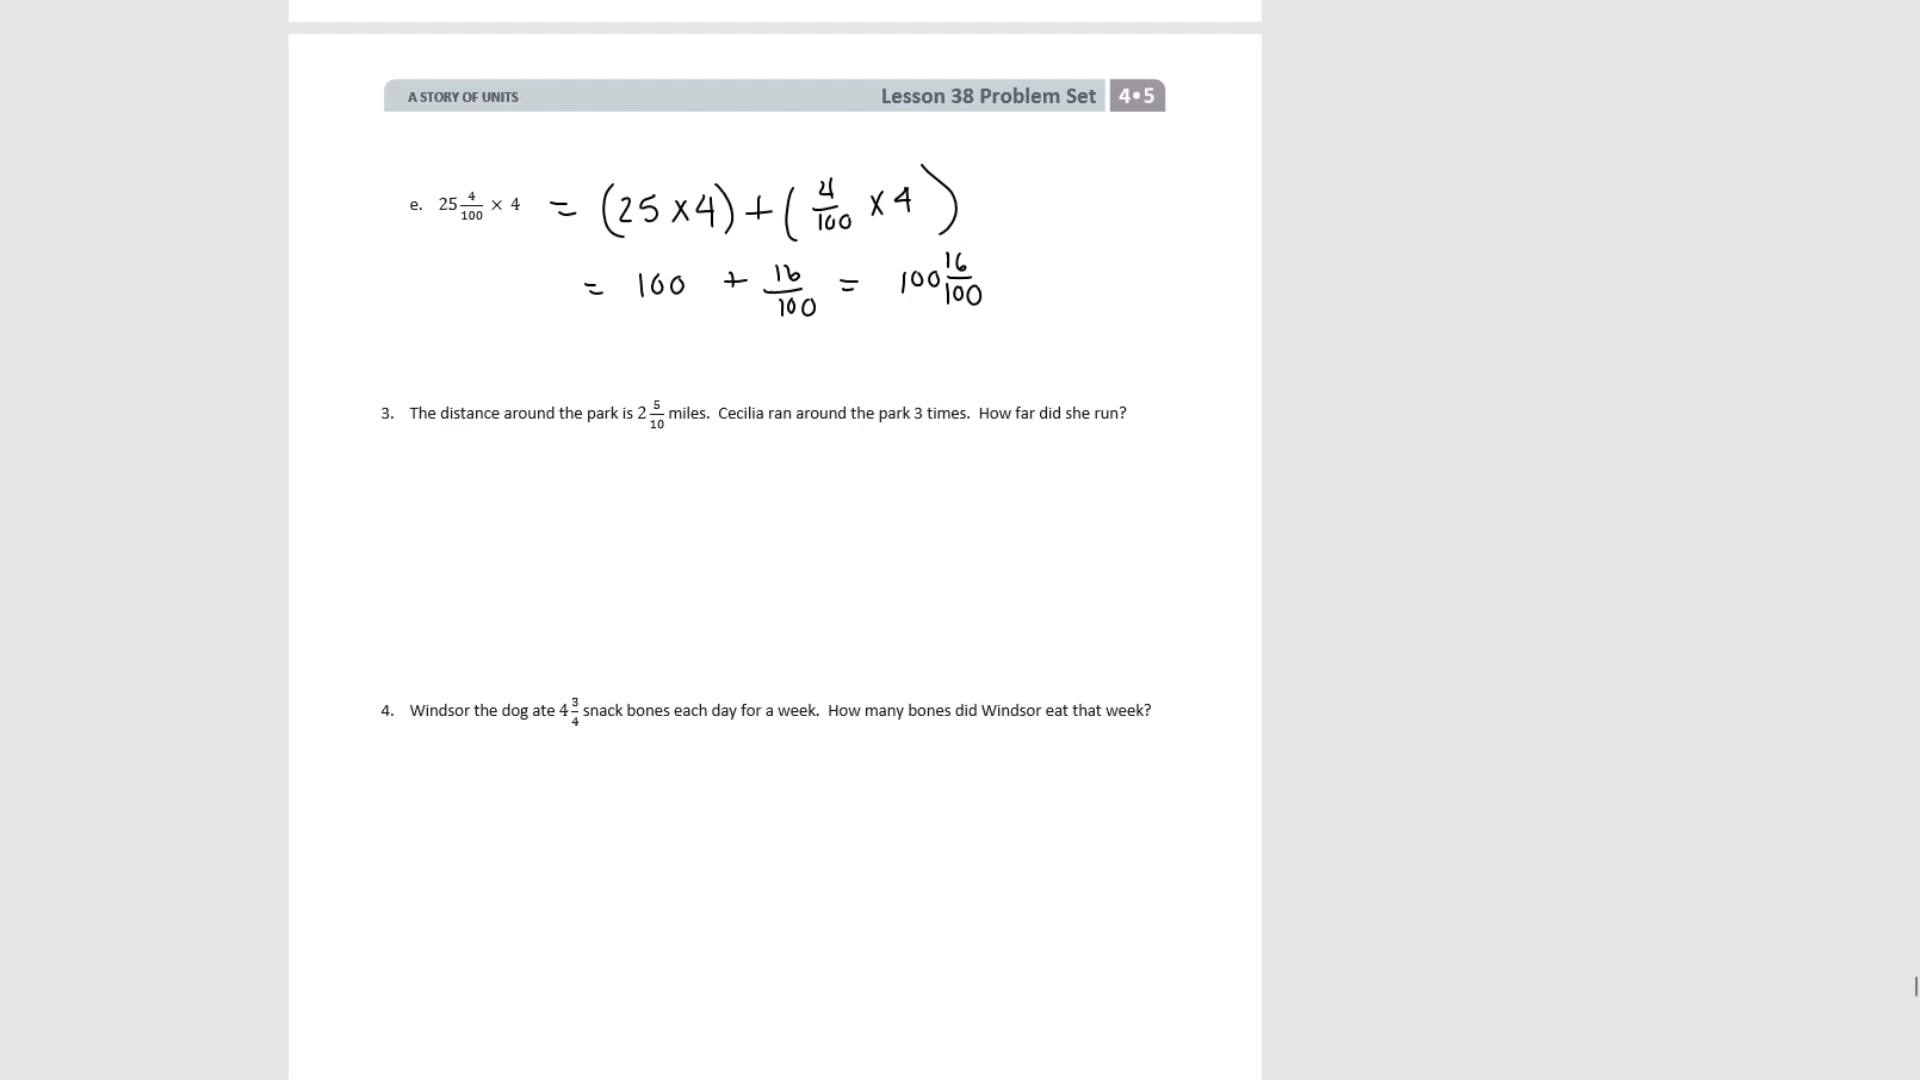 A STORY OF UNITS Lesson 38 Problem Set 4•5
e. 25 4/100 × 4 = (25 × 4) + (4/100 × 4)
= 100 + 16/100 = 100 16/100
3. The distance around the park is 2 5/10 miles. Cecilia ran around the park 3 times. How far did she run?
4. Windsor the dog ate 4 3/4 snack bones each day for a week. How many bones did Windsor eat that week?